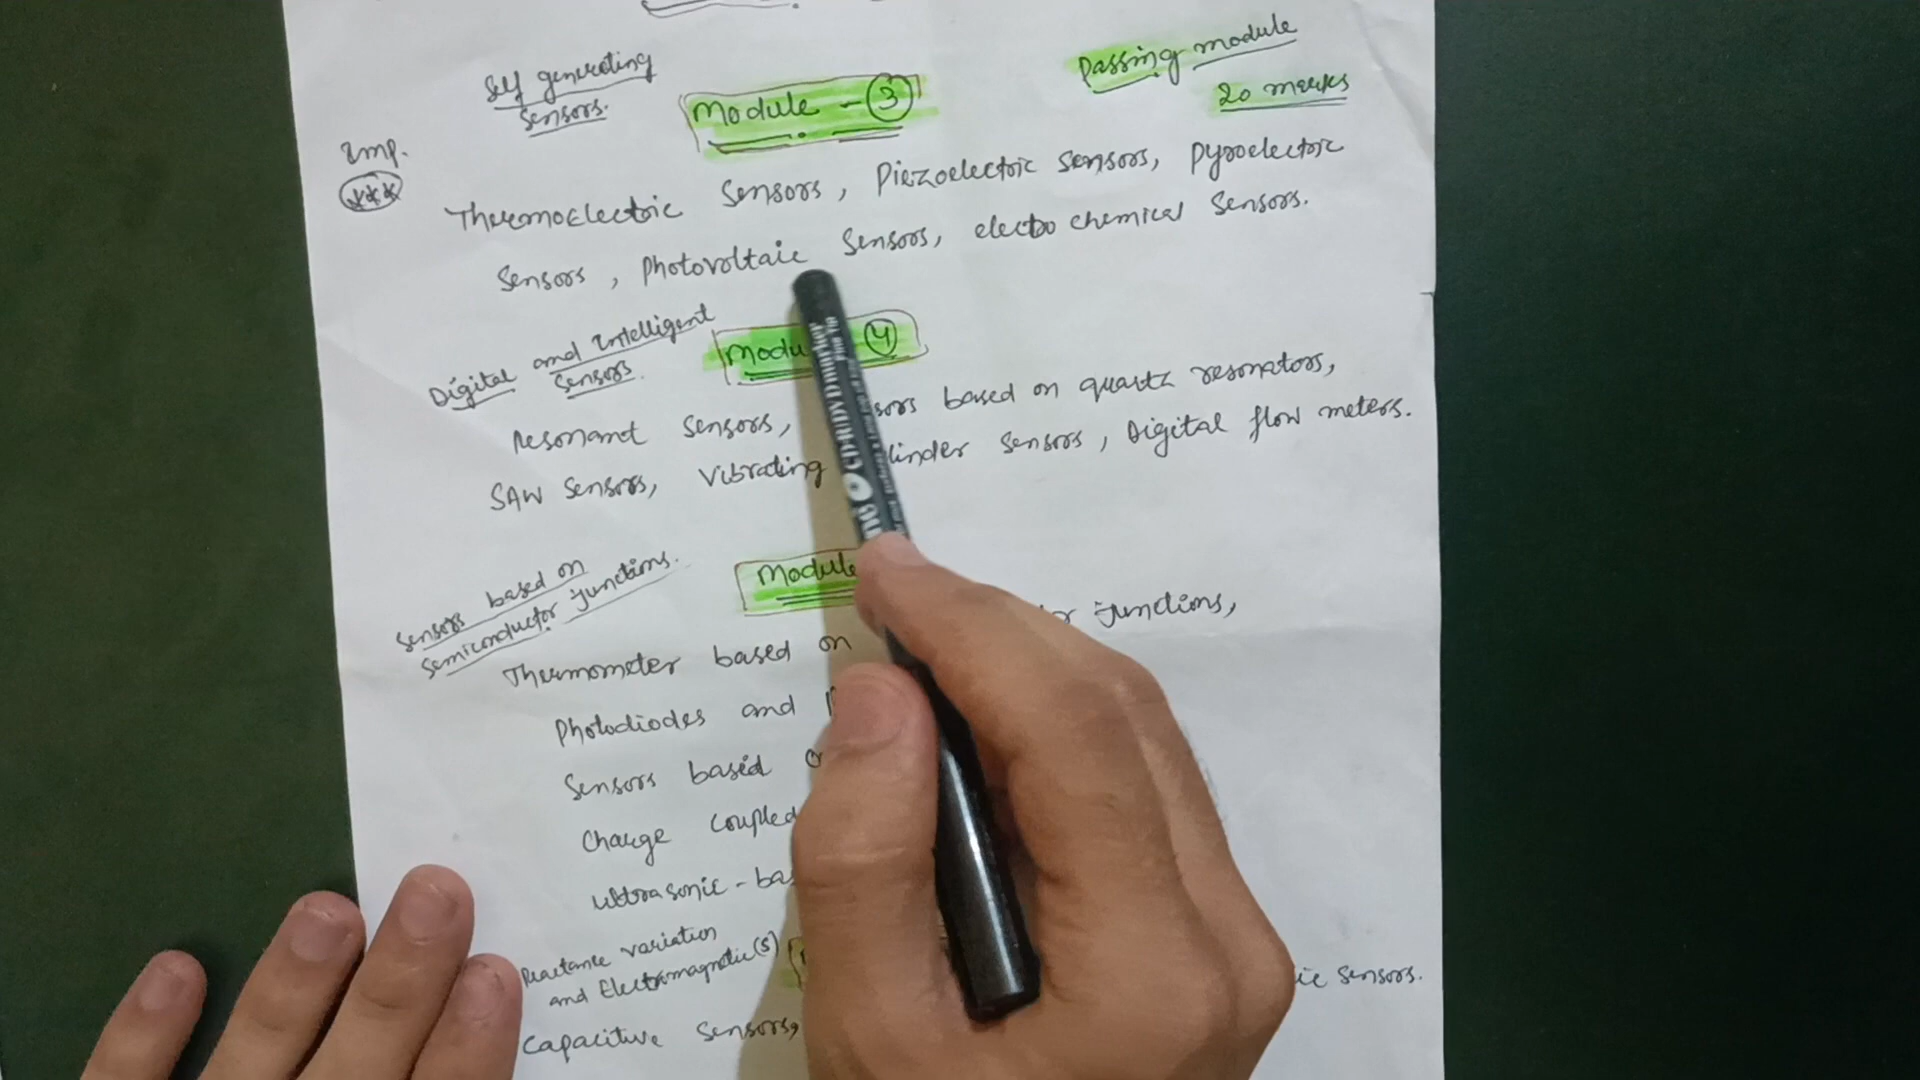 Self generating
Sensors.
Module - 3
Passing module
20 marks
Imp.
Thermoelectric Sensors, Piezoelectric Sensors, pyroelectric
Sensors, Photovoltaic Sensors, electro chemical Sensors.
Digital and Intelligent
Sensors.
Modu 4
Resonant Sensors, sors based on quartz resonators,
SAW Sensors, Vibrating linder Sensors, Digital flow meters.
Sensors based on
Semiconductor junctions.
Module
Thermometer based on junctions,
Photodiodes and
Sensors based
Charge Coupled
ultrasonic - bas
Reactance variation
and Electromagnetic(s)
ic Sensors.
Capacitive Sensors,